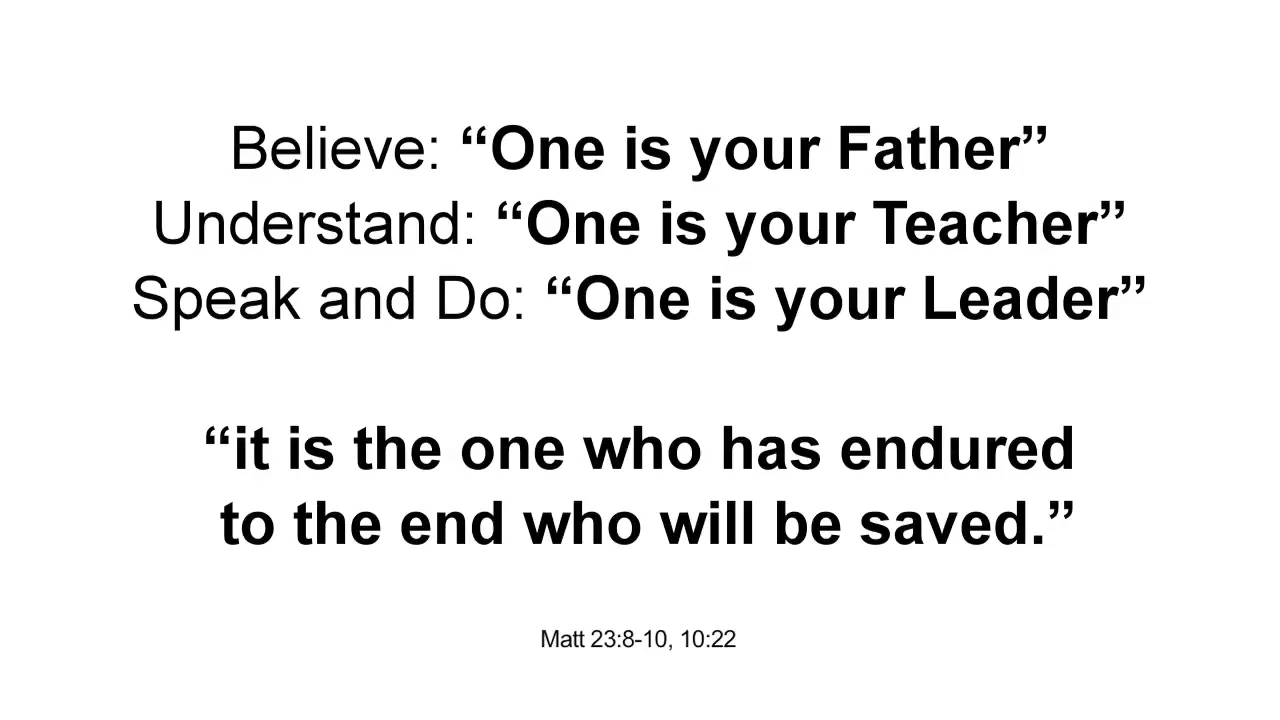 Believe: “One is your Father”
Understand: “One is your Teacher”
Speak and Do: “One is your Leader”
“it is the one who has endured
to the end who will be saved.”
Matt 23:8-10, 10:22